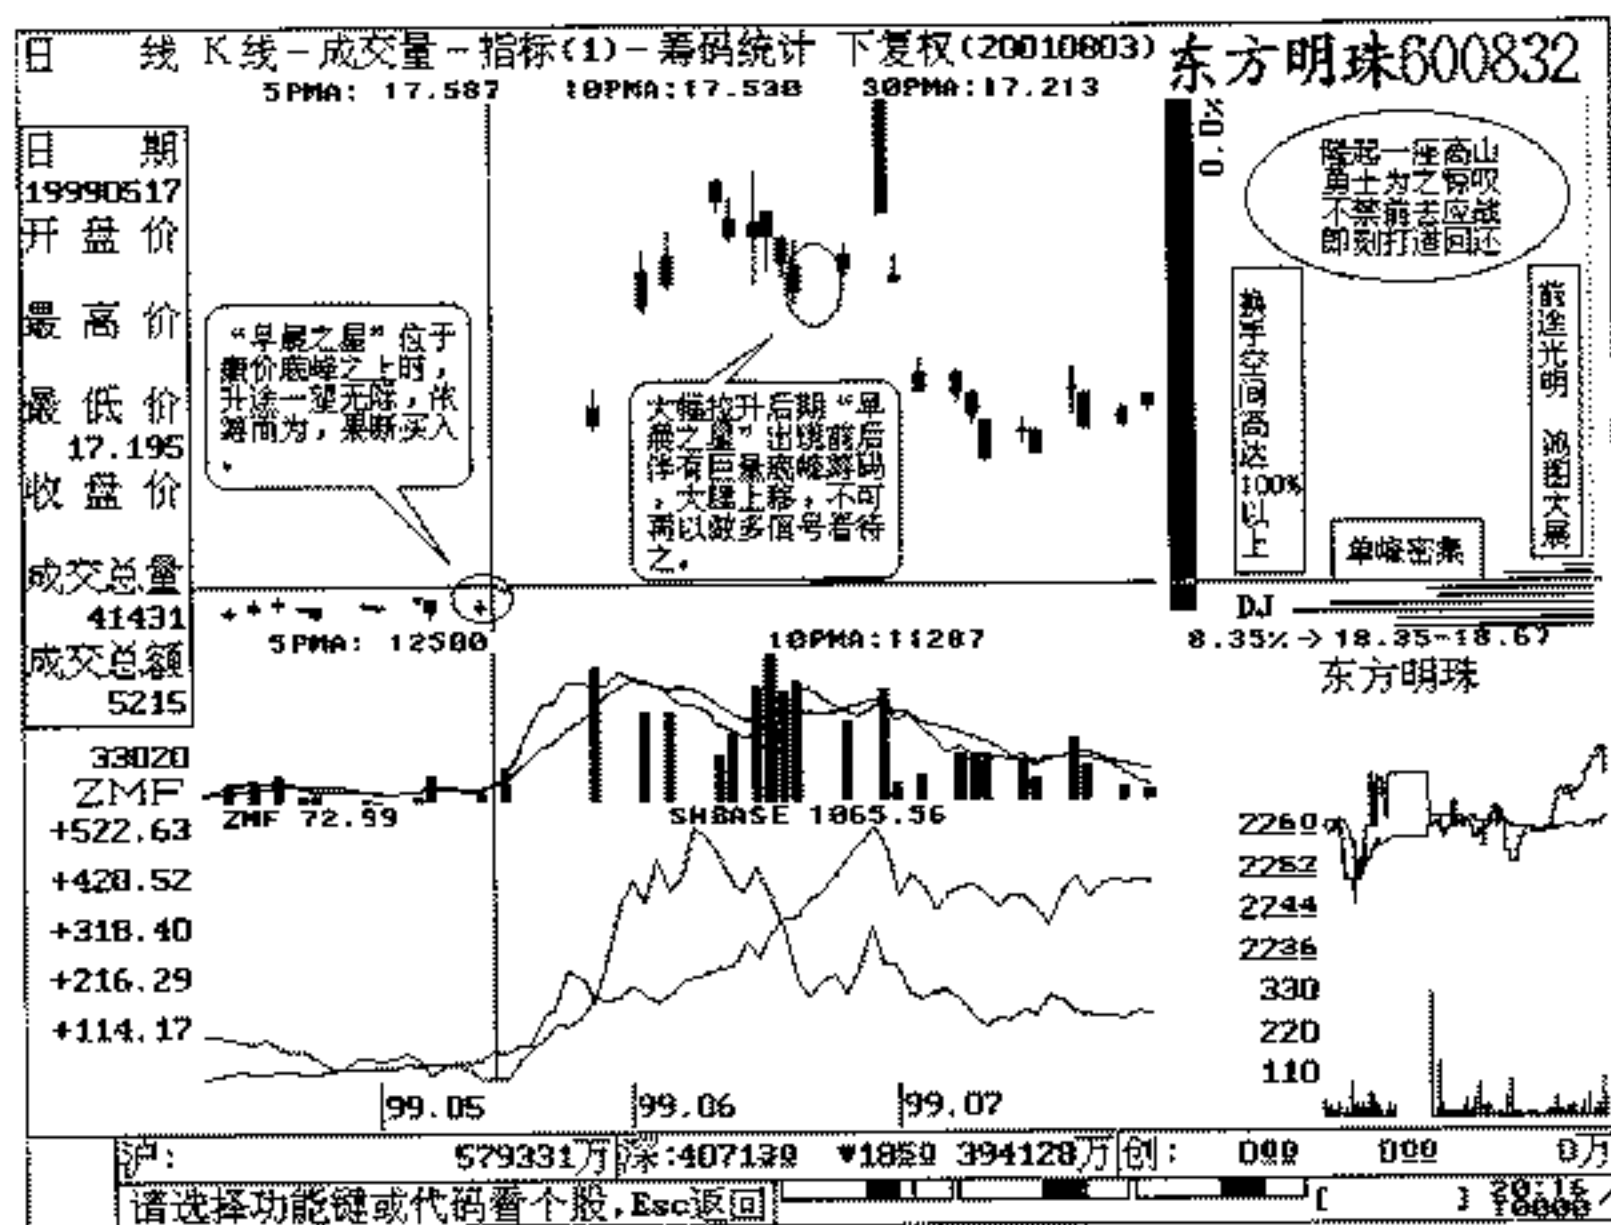 日 线 K线-成交量-指标(1)-筹码统计 下复权(20010803)
东方明珠600832
5PMA: 17.587 10PMA:17.530 30PMA:17.213
0.0%
日 期
19990517
开 盘 价
最 高 价
最 低 价
17.195
收 盘 价
成交总量
41431
成交总额
5215
“早晨之星”位于
廉价底峰之上时,
升途一望无际,依
源而为,果断买入
大幅拉升后期“早
晨之星”出现前后
伴有巨量底峰筹码
,大肆上移,不可
再以做多信号看待
之。
隆起一座高山
勇士为之惊叹
不禁前去应战
即刻打道回还
换手空间高达100%以上
前途光明 鸿图大展
单峰密集
DJ
5PMA: 12500 10PMA:11287
8.35%→18.35-18.67
东方明珠
33020
ZMF
+522.63
+420.52
+318.40
+216.29
+114.17
ZMF 72.99 SHBASE 1065.56
2260
2252
2244
2236
330
220
110
99.05 99.06 99.07
沪: 579331万 深:407130 ▼1850 394128万 创: 000 000 0万
请选择功能键或代码看个股,Esc返回
[ ] 20:16
10000